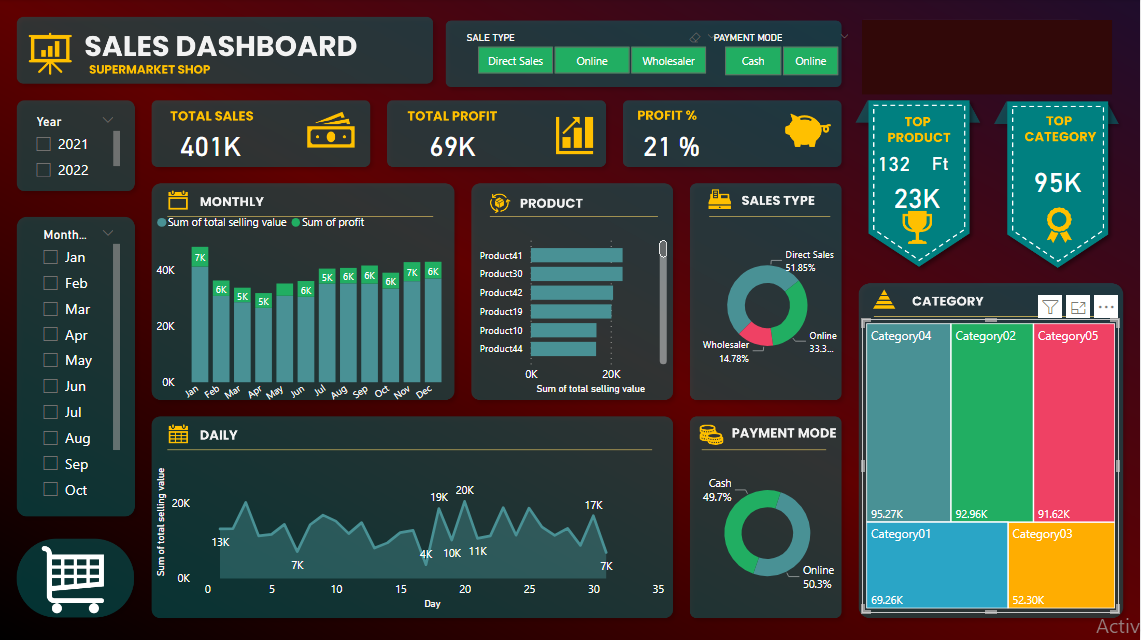 SALES DASHBOARD
SUPERMARKET SHOP
SALE TYPE
Direct Sales
Online
Wholesaler
PAYMENT MODE
Cash
Online
Year
2021
2022
TOTAL SALES
401K
TOTAL PROFIT
69K
PROFIT %
21 %
TOP
PRODUCT
132 Ft
23K
TOP
CATEGORY
95K
Month...
Jan
Feb
Mar
Apr
May
Jun
Jul
Aug
Sep
Oct
MONTHLY
Sum of total selling value
Sum of profit
40K
20K
0K
7K
6K
5K
5K
6K
5K
6K
6K
6K
7K
6K
Jan
Feb
Mar
Apr
May
Jun
Jul
Aug
Sep
Oct
Nov
Dec
PRODUCT
Product41
Product30
Product42
Product19
Product10
Product44
0K
20K
Sum of total selling value
SALES TYPE
Direct Sales
51.85%
Online
33.3...
Wholesaler
14.78%
CATEGORY
Category04
95.27K
Category02
92.96K
Category05
91.62K
Category01
69.26K
Category03
52.30K
DAILY
Sum of total selling value
20K
0K
13K
7K
4K
19K
10K
20K
11K
17K
7K
0
5
10
15
20
25
30
35
Day
PAYMENT MODE
Cash
49.7%
Online
50.3%
Activ